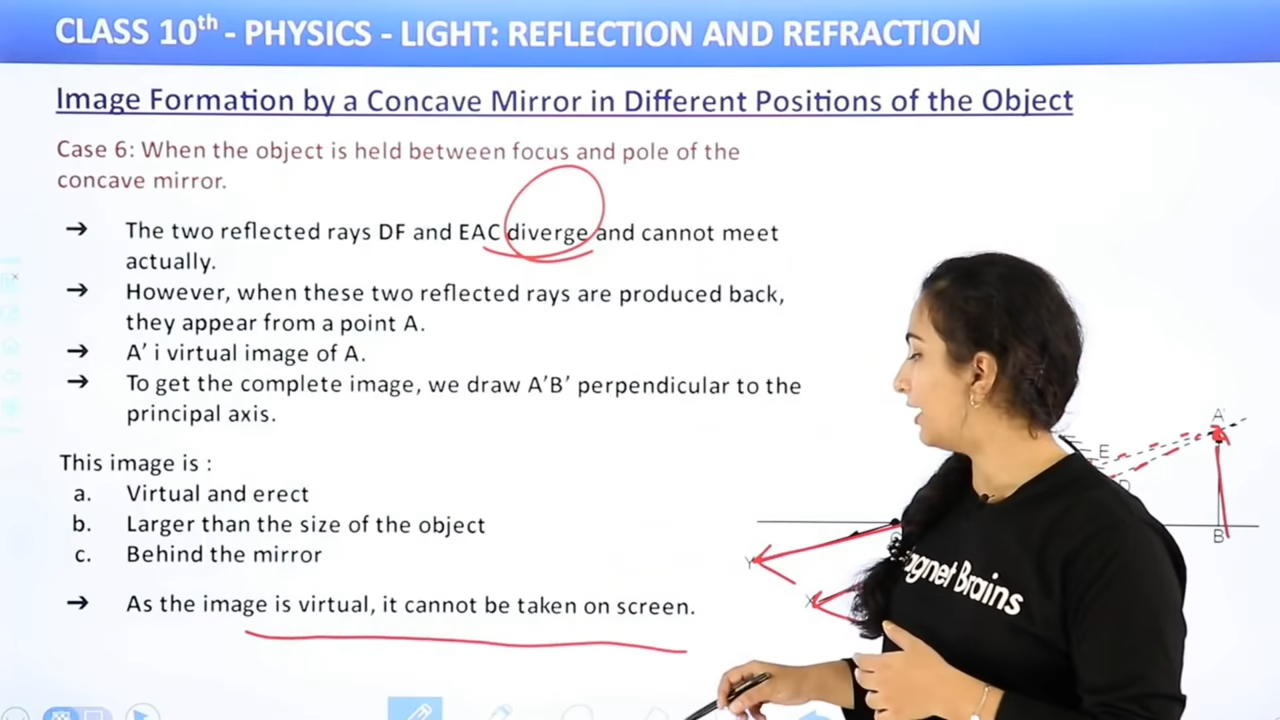 CLASS 10th - PHYSICS - LIGHT: REFLECTION AND REFRACTION
Image Formation by a Concave Mirror in Different Positions of the Object
Case 6: When the object is held between focus and pole of the
concave mirror.
➔ The two reflected rays DF and EAC diverge and cannot meet
actually.
➔ However, when these two reflected rays are produced back,
they appear from a point A.
➔ A′ i virtual image of A.
➔ To get the complete image, we draw A′B′ perpendicular to the
principal axis.
This image is :
a. Virtual and erect
b. Larger than the size of the object
c. Behind the mirror
➔ As the image is virtual, it cannot be taken on screen.
A′
E
D
B′
Y
X
agnet Brains